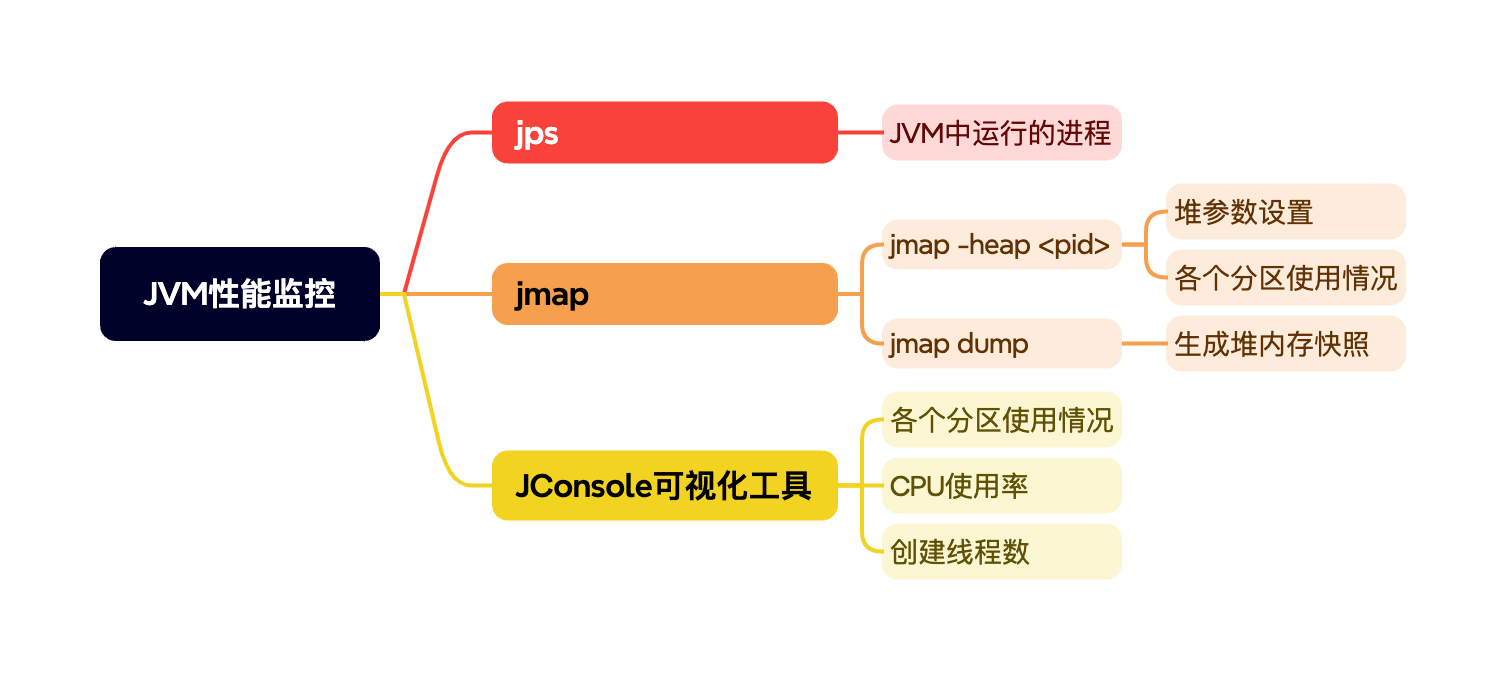 JVM性能监控
jps
JVM中运行的进程
jmap
jmap -heap <pid>
堆参数设置
各个分区使用情况
jmap dump
生成堆内存快照
JConsole可视化工具
各个分区使用情况
CPU使用率
创建线程数